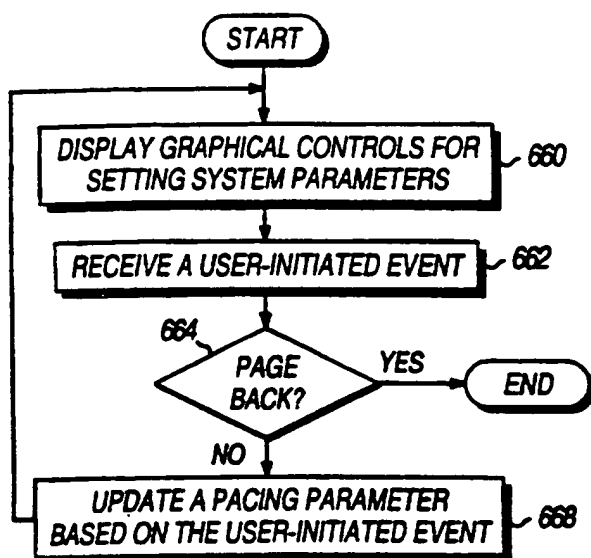 START
DISPLAY GRAPHICAL CONTROLS FOR
SETTING SYSTEM PARAMETERS
660
RECEIVE A USER-INITIATED EVENT
662
664
PAGE
BACK?
YES
END
NO
UPDATE A PACING PARAMETER
BASED ON THE USER-INITIATED EVENT
668